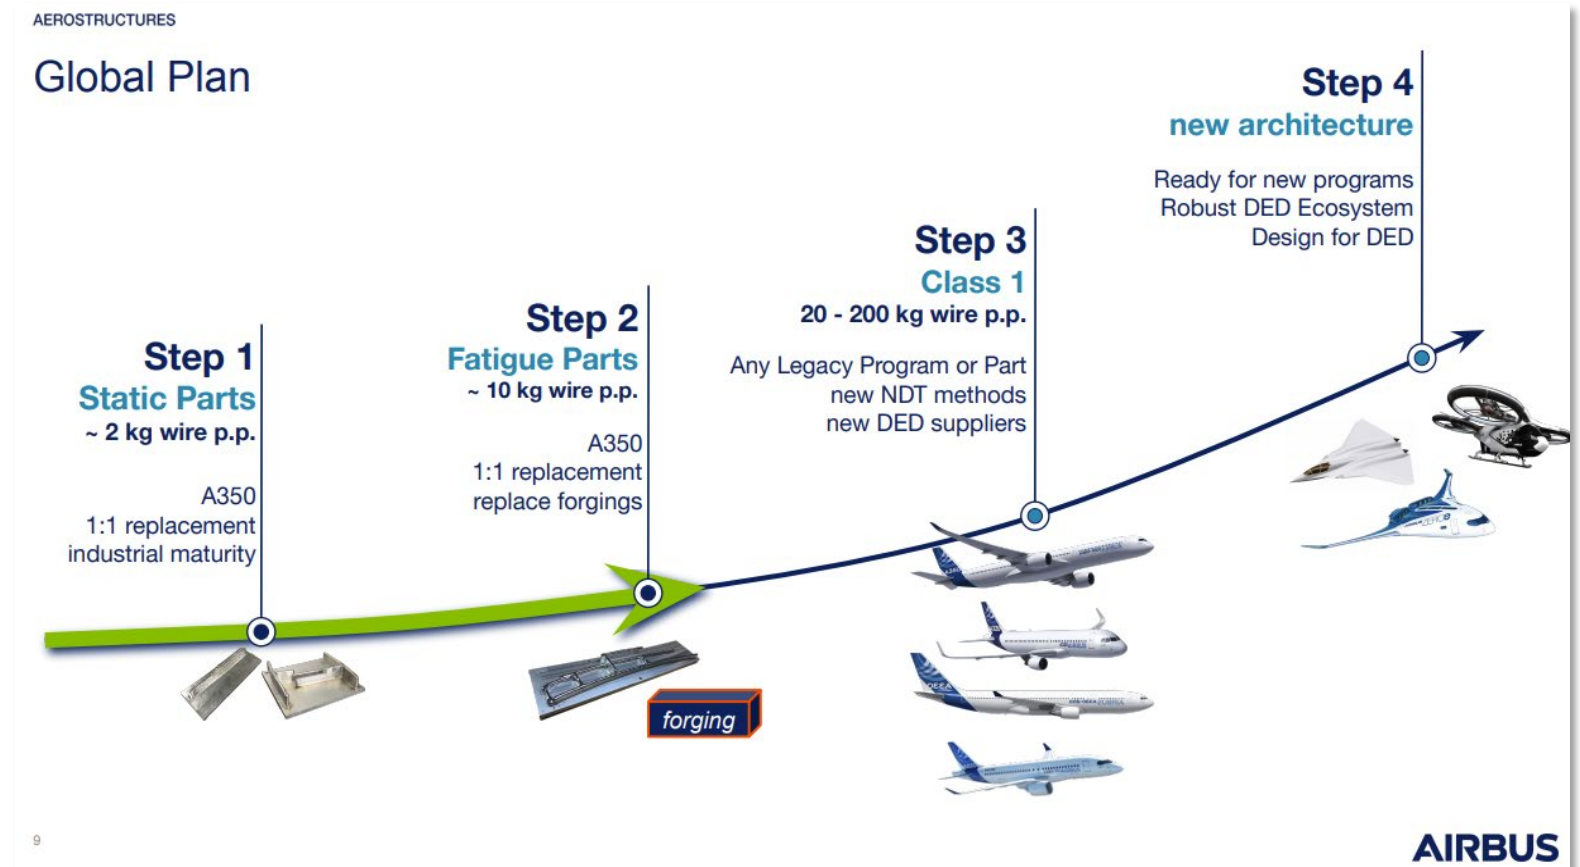 AEROSTRUCTURES
Global Plan
Step 1
Static Parts
~ 2 kg wire p.p.
A350
1:1 replacement
industrial maturity
Step 2
Fatigue Parts
~ 10 kg wire p.p.
A350
1:1 replacement
replace forgings
forging
Step 3
Class 1
20 - 200 kg wire p.p.
Any Legacy Program or Part
new NDT methods
new DED suppliers
Step 4
new architecture
Ready for new programs
Robust DED Ecosystem
Design for DED
9
AIRBUS